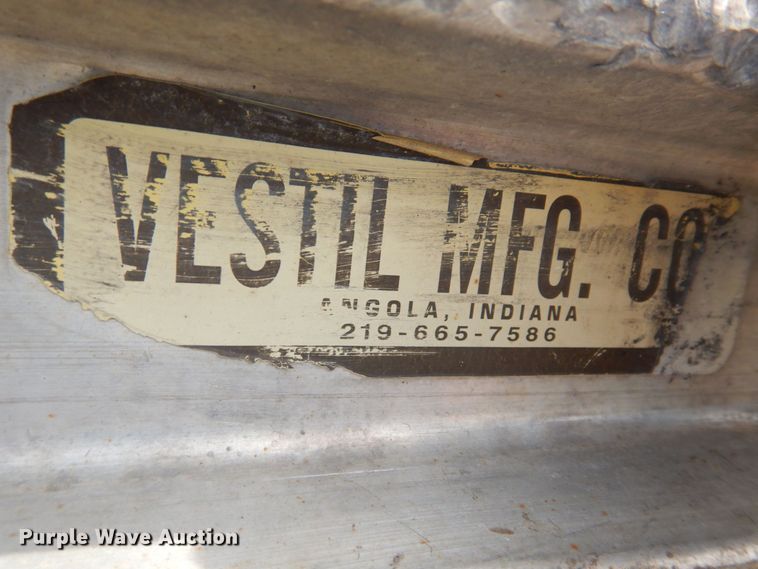 VESTIL MFG. CO
ANGOLA, INDIANA
219-665-7586
Purple Wave Auction